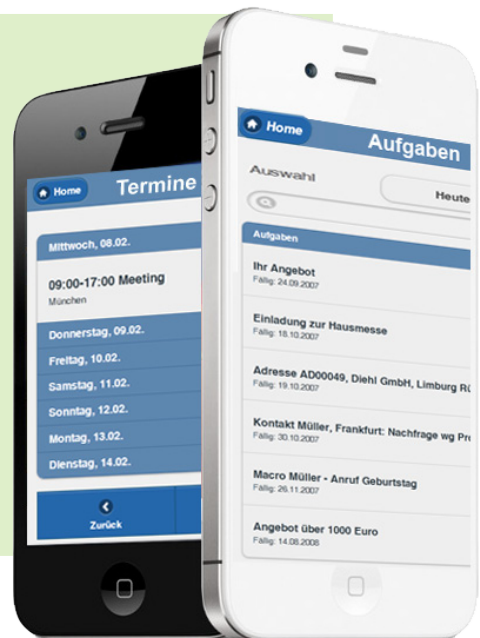 Home
Termine
Mittwoch, 08.02.
09:00-17:00 Meeting
München
Donnerstag, 09.02.
Freitag, 10.02.
Samstag, 11.02.
Sonntag, 12.02.
Montag, 13.02.
Dienstag, 14.02.
Zurück
Home
Aufgaben
Auswahl
Heute
Aufgaben
Ihr Angebot
Fällig: 24.09.2007
Einladung zur Hausmesse
Fällig: 18.10.2007
Adresse AD00049, Diehl GmbH, Limburg
Fällig: 19.10.2007
Kontakt Müller, Frankfurt: Nachfrage wg
Fällig: 30.10.2007
Macro Müller - Anruf Geburtstag
Fällig: 26.11.2007
Angebot über 1000 Euro
Fällig: 14.08.2008